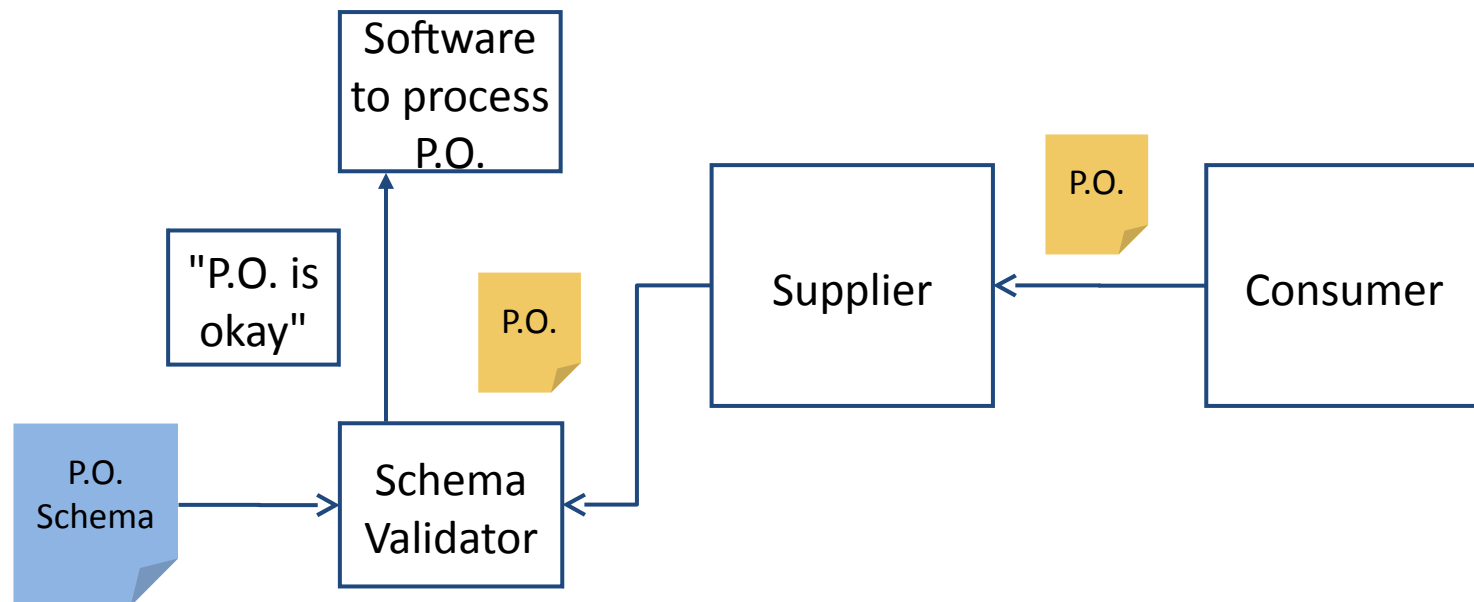 Software
to process
P.O.
"P.O. is
okay"
P.O.
P.O.
Supplier
Consumer
P.O.
Schema
Schema
Validator